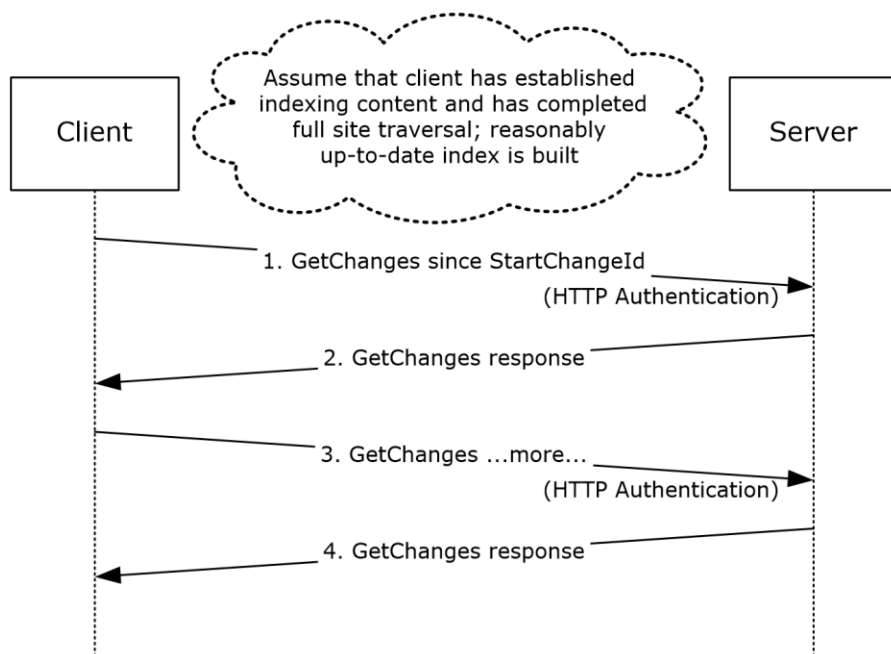 Assume that client has established
indexing content and has completed
full site traversal; reasonably
up-to-date index is built
Client
Server
1. GetChanges since StartChangeId
(HTTP Authentication)
2. GetChanges response
3. GetChanges ...more...
(HTTP Authentication)
4. GetChanges response